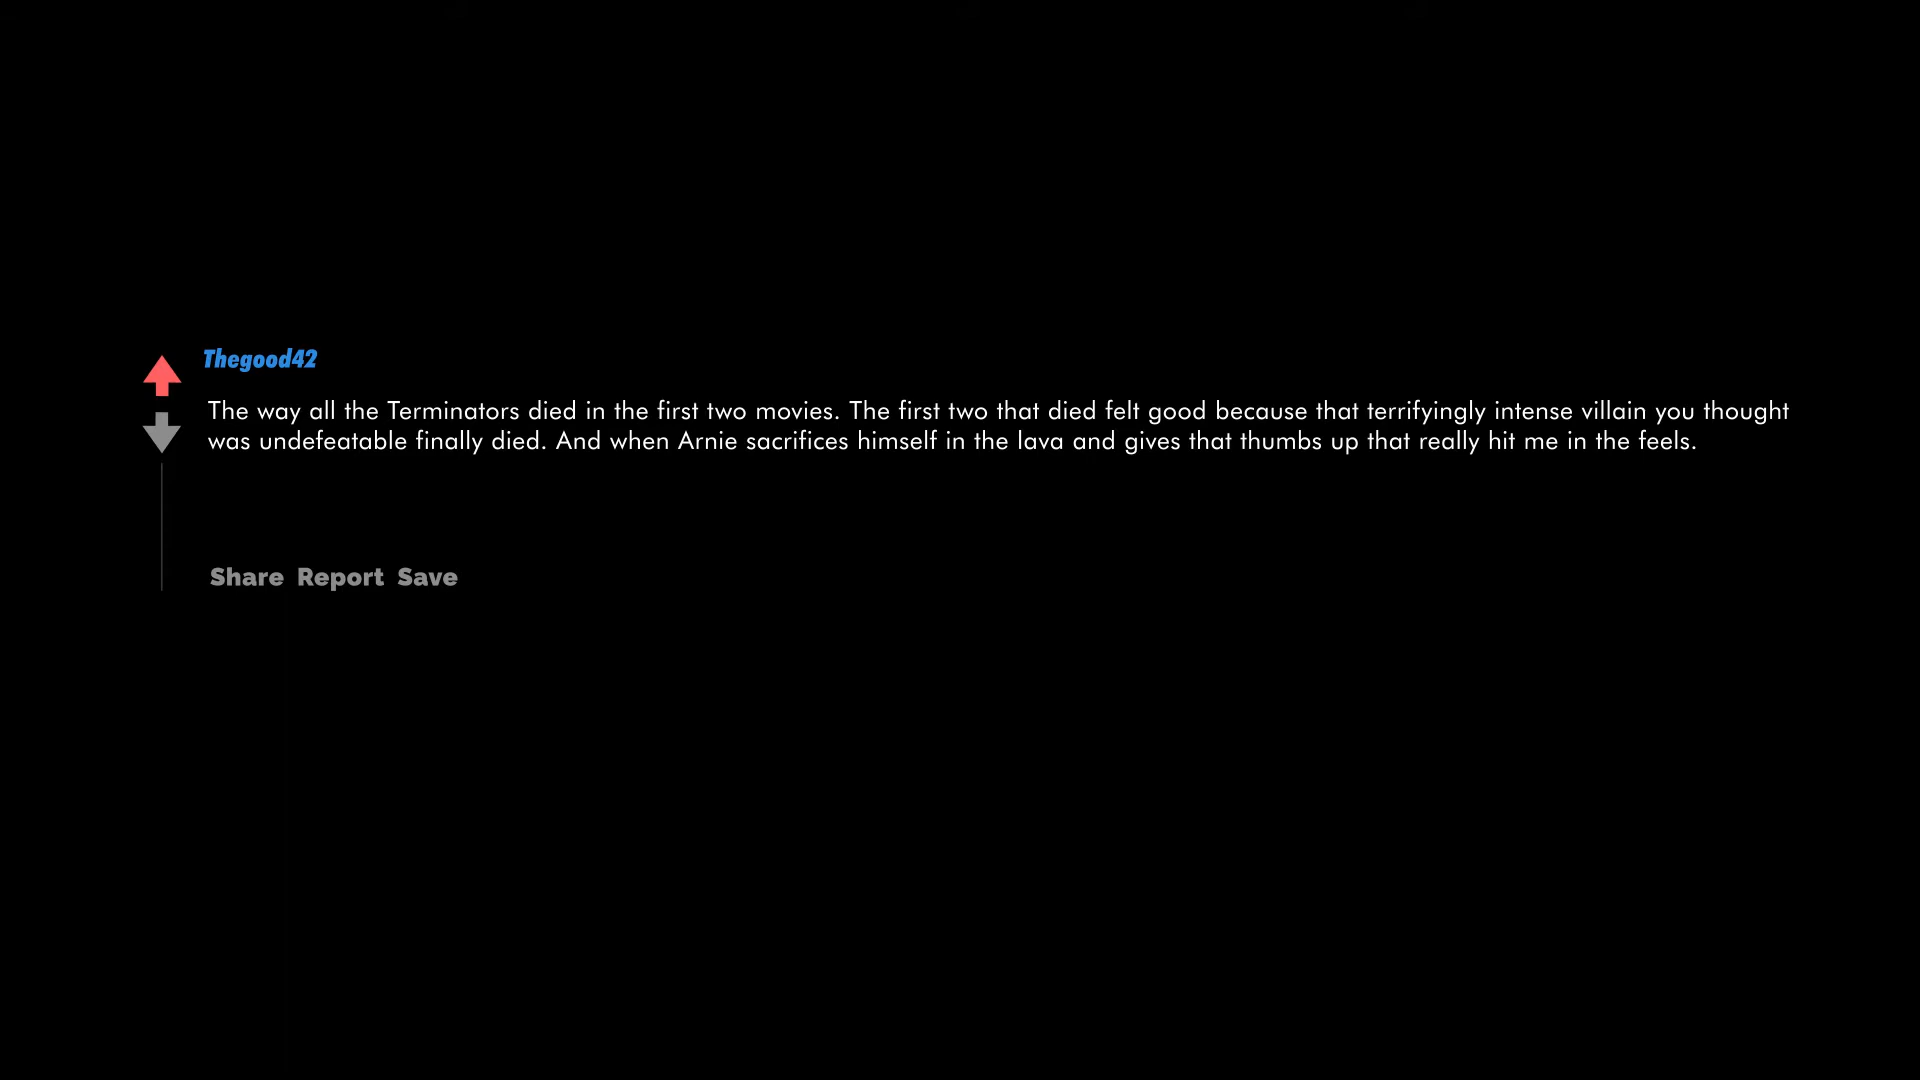 Thegood42
The way all the Terminators died in the first two movies. The first two that died felt good because that terrifyingly intense villain you thought
was undefeatable finally died. And when Arnie sacrifices himself in the lava and gives that thumbs up that really hit me in the feels.
Share Report Save